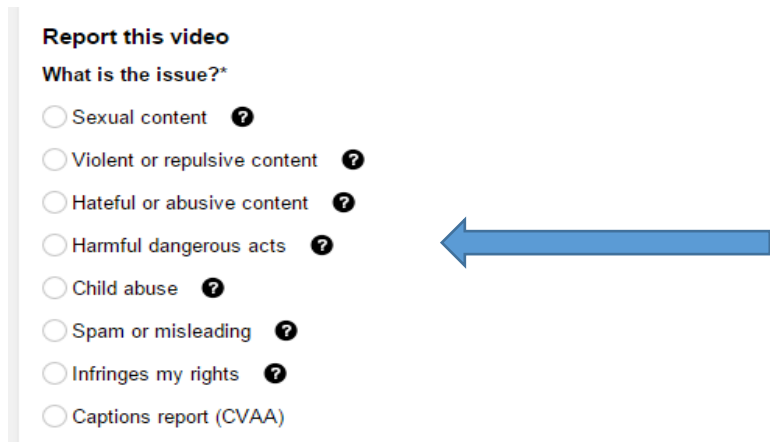 Report this video
What is the issue?*
Sexual content ?
Violent or repulsive content ?
Hateful or abusive content ?
Harmful dangerous acts ?
Child abuse ?
Spam or misleading ?
Infringes my rights ?
Captions report (CVAA)